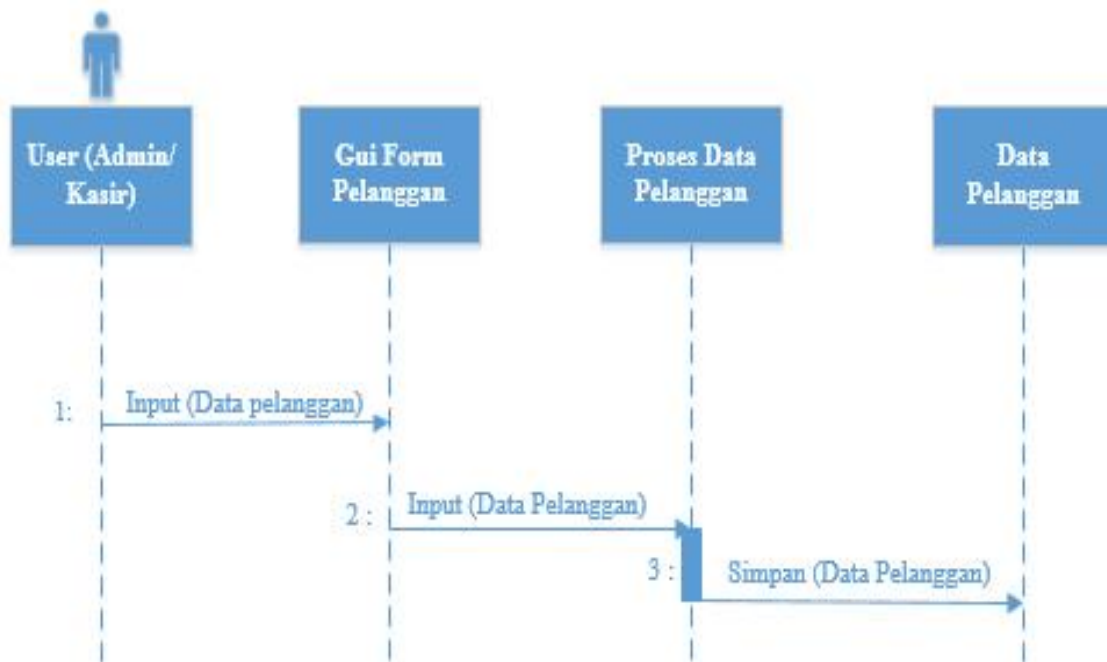 User (Admin/
Kasir)
Gui Form
Pelanggan
Proses Data
Pelanggan
Data
Pelanggan
1: Input (Data pelanggan)
2 : Input (Data Pelanggan)
3 : Simpan (Data Pelanggan)